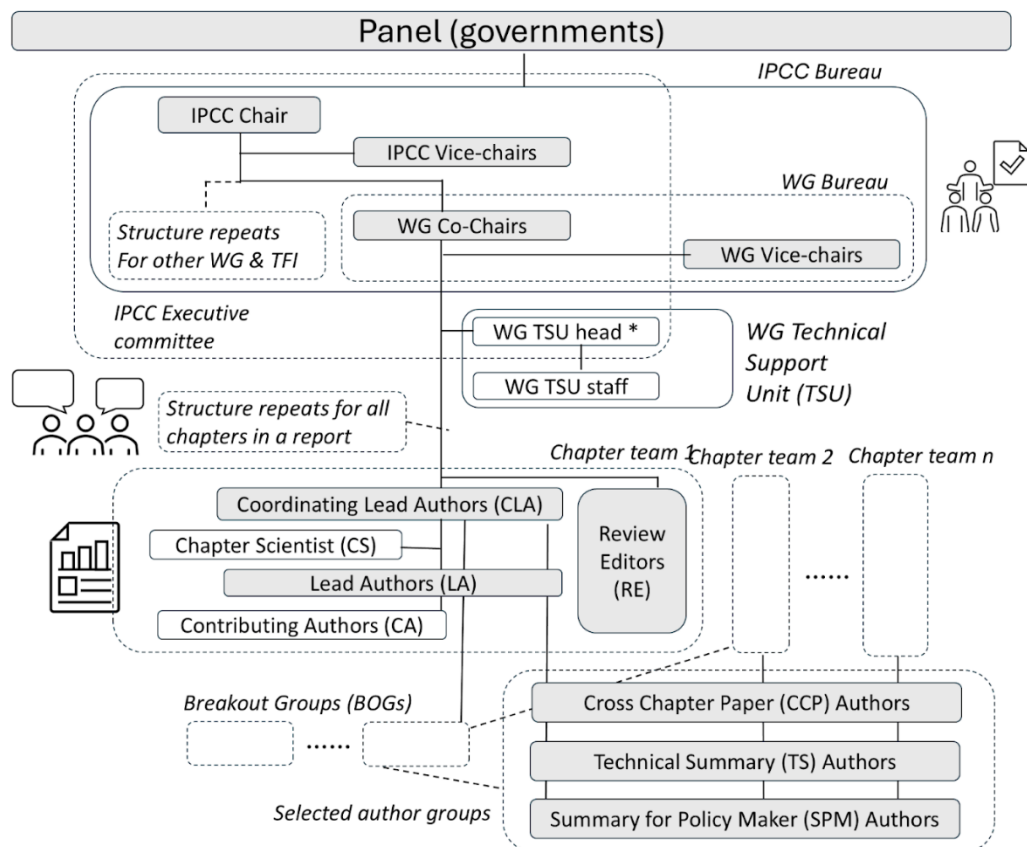 Panel (governments)
IPCC Bureau
IPCC Chair
IPCC Vice-chairs
WG Bureau
Structure repeats
For other WG & TFI
WG Co-Chairs
WG Vice-chairs
IPCC Executive
committee
WG TSU head *
WG TSU staff
WG Technical
Support
Unit (TSU)
Structure repeats for all
chapters in a report
Chapter team 1
Chapter team 2
Chapter team n
Coordinating Lead Authors (CLA)
Chapter Scientist (CS)
Lead Authors (LA)
Contributing Authors (CA)
Review
Editors
(RE)
......
Breakout Groups (BOGs)
......
Cross Chapter Paper (CCP) Authors
Technical Summary (TS) Authors
Summary for Policy Maker (SPM) Authors
Selected author groups